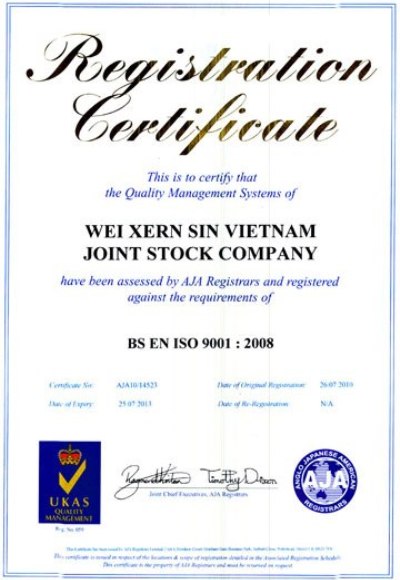 Registration
Certificate
This is to certify that
the Quality Management Systems of
WEI XERN SIN VIETNAM
JOINT STOCK COMPANY
have been assessed by AJA Registrars and registered
against the requirements of
BS EN ISO 9001 : 2008
Certificate No: AJA10/14523 Date of Original Registration: 26/07/2010
Date of Expiry: 25/07/2013 Date of Re-Registration: N/A
UKAS
QUALITY
MANAGEMENT
Joint Chief Executives, AJA Registrars
ANGLO JAPANESE AMERICAN
AJA
REGISTRARS
This certificate is issued in respect of the locations & scope of registration detailed in the Associated Registration Schedule
This certificate is the property of AJA Registrars and must be returned on request